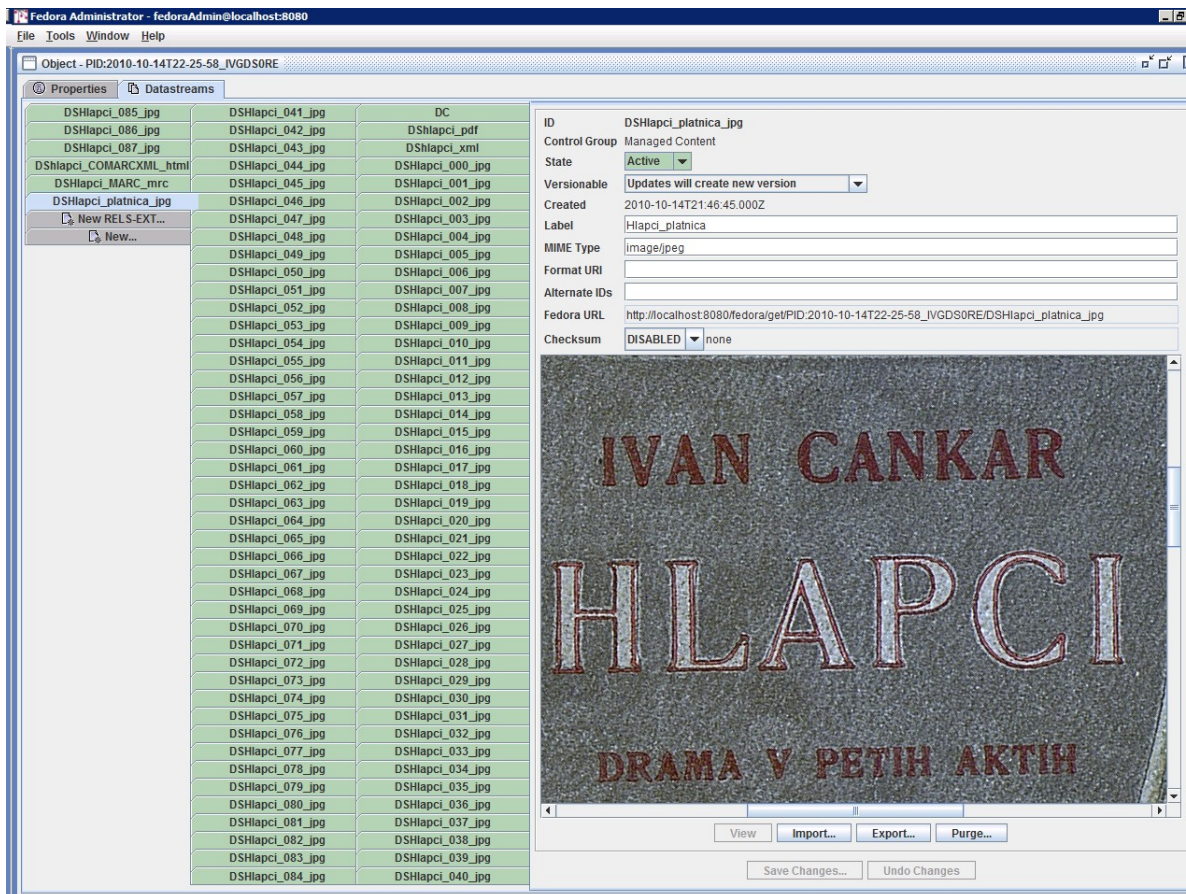 Fedora Administrator - fedoraAdmin@localhost:8080
File Tools Window Help
Object - PID:2010-10-14T22-25-58_IVGDS0RE
Properties Datastreams
DSHlapci_085_jpg DSHlapci_041_jpg DC
DSHlapci_086_jpg DSHlapci_042_jpg DShlapci_pdf
DSHlapci_087_jpg DSHlapci_043_jpg DShlapci_xml
DShlapci_COMARCXML_html DSHlapci_044_jpg DSHlapci_000_jpg
DSHlapci_MARC_mrc DSHlapci_045_jpg DSHlapci_001_jpg
DSHlapci_platnica_jpg DSHlapci_046_jpg DSHlapci_002_jpg
New RELS-EXT... DSHlapci_047_jpg DSHlapci_003_jpg
New... DSHlapci_048_jpg DSHlapci_004_jpg
DSHlapci_049_jpg DSHlapci_005_jpg
DSHlapci_050_jpg DSHlapci_006_jpg
DSHlapci_051_jpg DSHlapci_007_jpg
DSHlapci_052_jpg DSHlapci_008_jpg
DSHlapci_053_jpg DSHlapci_009_jpg
DSHlapci_054_jpg DSHlapci_010_jpg
DSHlapci_055_jpg DSHlapci_011_jpg
DSHlapci_056_jpg DSHlapci_012_jpg
DSHlapci_057_jpg DSHlapci_013_jpg
DSHlapci_058_jpg DSHlapci_014_jpg
DSHlapci_059_jpg DSHlapci_015_jpg
DSHlapci_060_jpg DSHlapci_016_jpg
DSHlapci_061_jpg DSHlapci_017_jpg
DSHlapci_062_jpg DSHlapci_018_jpg
DSHlapci_063_jpg DSHlapci_019_jpg
DSHlapci_064_jpg DSHlapci_020_jpg
DSHlapci_065_jpg DSHlapci_021_jpg
DSHlapci_066_jpg DSHlapci_022_jpg
DSHlapci_067_jpg DSHlapci_023_jpg
DSHlapci_068_jpg DSHlapci_024_jpg
DSHlapci_069_jpg DSHlapci_025_jpg
DSHlapci_070_jpg DSHlapci_026_jpg
DSHlapci_071_jpg DSHlapci_027_jpg
DSHlapci_072_jpg DSHlapci_028_jpg
DSHlapci_073_jpg DSHlapci_029_jpg
DSHlapci_074_jpg DSHlapci_030_jpg
DSHlapci_075_jpg DSHlapci_031_jpg
DSHlapci_076_jpg DSHlapci_032_jpg
DSHlapci_077_jpg DSHlapci_033_jpg
DSHlapci_078_jpg DSHlapci_034_jpg
DSHlapci_079_jpg DSHlapci_035_jpg
DSHlapci_080_jpg DSHlapci_036_jpg
DSHlapci_081_jpg DSHlapci_037_jpg
DSHlapci_082_jpg DSHlapci_038_jpg
DSHlapci_083_jpg DSHlapci_039_jpg
DSHlapci_084_jpg DSHlapci_040_jpg
ID DSHlapci_platnica_jpg
Control Group Managed Content
State Active
Versionable Updates will create new version
Created 2010-10-14T21:46:45.000Z
Label Hlapci_platnica
MIME Type image/jpeg
Format URI
Alternate IDs
Fedora URL http://localhost:8080/fedora/get/PID:2010-10-14T22-25-58_IVGDS0RE/DSHlapci_platnica_jpg
Checksum DISABLED none
IVAN CANKAR
HLAPCI
DRAMA V PETIH AKTIH
View Import... Export... Purge...
Save Changes... Undo Changes